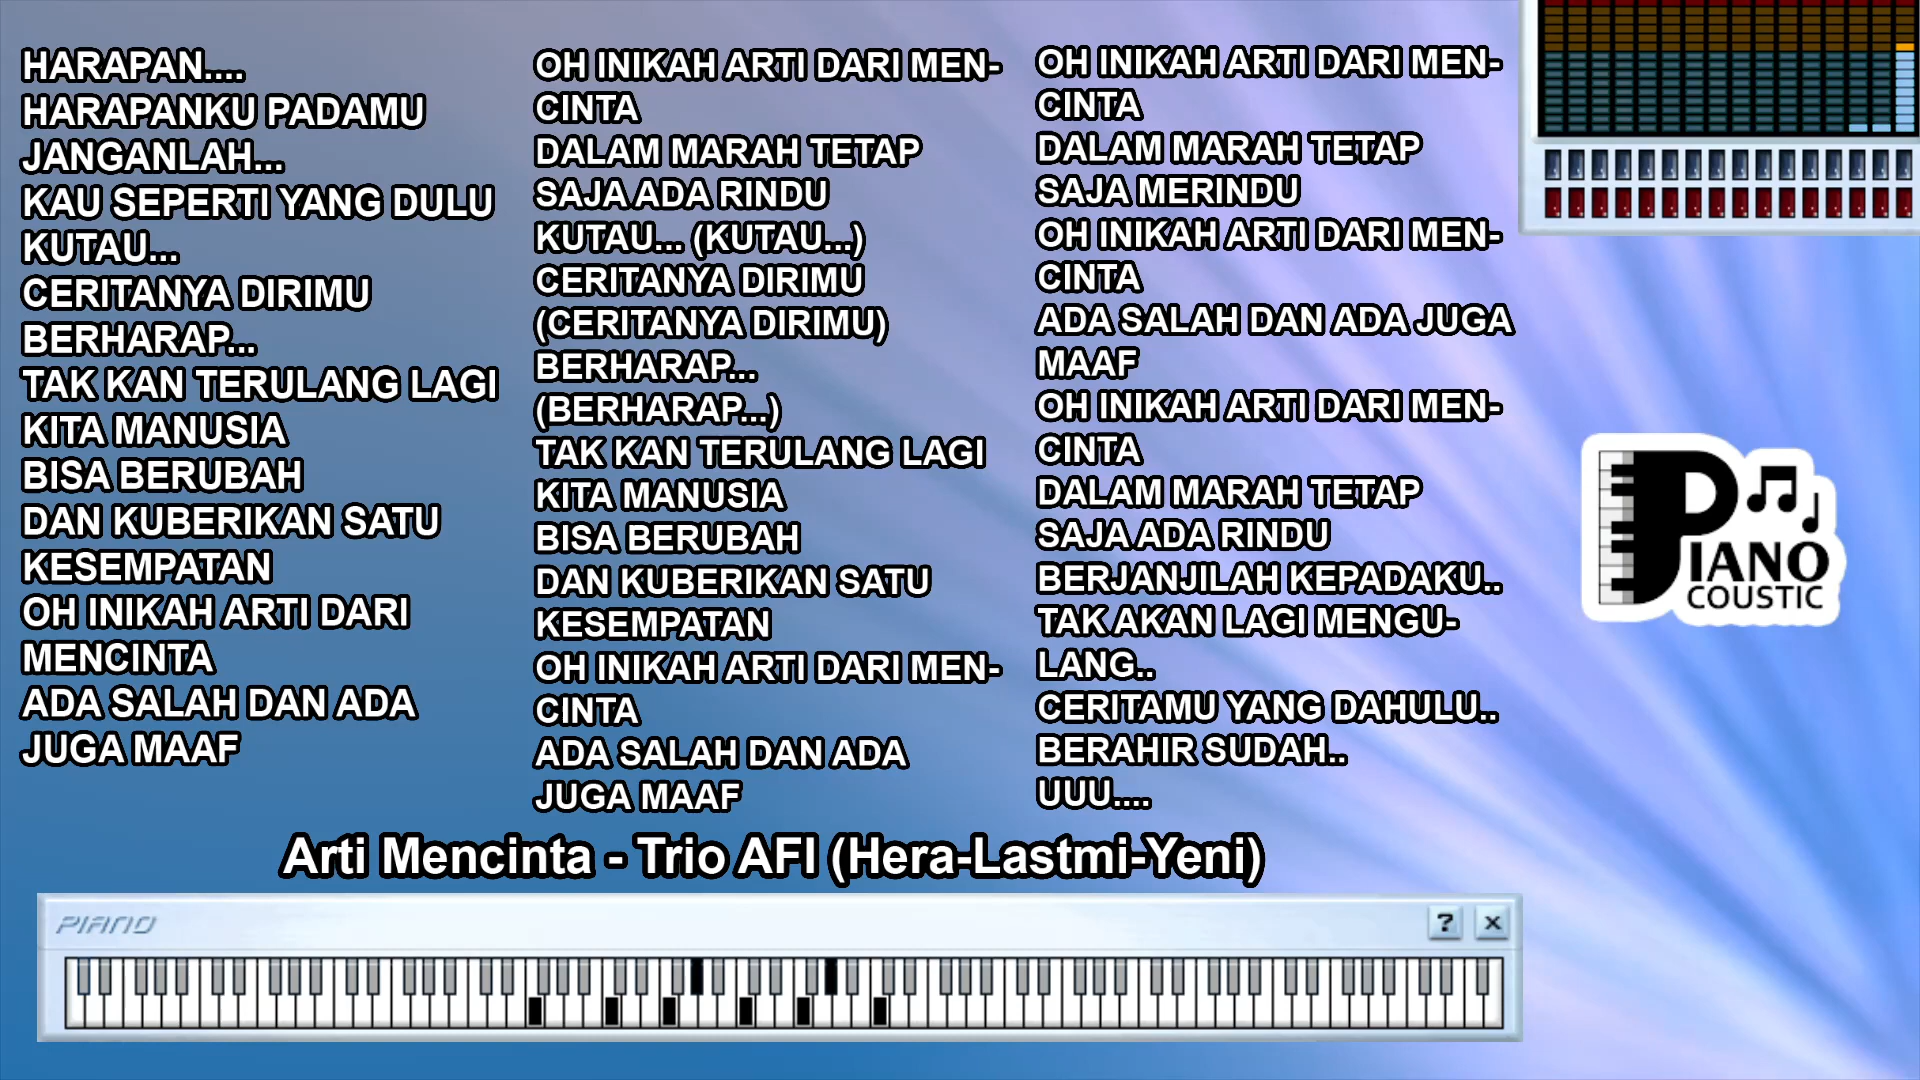 HARAPAN....
HARAPANKU PADAMU
JANGANLAH...
KAU SEPERTI YANG DULU
KUTAU...
CERITANYA DIRIMU
BERHARAP...
TAK KAN TERULANG LAGI
KITA MANUSIA
BISA BERUBAH
DAN KUBERIKAN SATU
KESEMPATAN
OH INIKAH ARTI DARI
MENCINTA
ADA SALAH DAN ADA
JUGA MAAF
OH INIKAH ARTI DARI MEN-
CINTA
DALAM MARAH TETAP
SAJA ADA RINDU
KUTAU... (KUTAU...)
CERITANYA DIRIMU
(CERITANYA DIRIMU)
BERHARAP...
(BERHARAP...)
TAK KAN TERULANG LAGI
KITA MANUSIA
BISA BERUBAH
DAN KUBERIKAN SATU
KESEMPATAN
OH INIKAH ARTI DARI MEN-
CINTA
ADA SALAH DAN ADA
JUGA MAAF
OH INIKAH ARTI DARI MEN-
CINTA
DALAM MARAH TETAP
SAJA MERINDU
OH INIKAH ARTI DARI MEN-
CINTA
ADA SALAH DAN ADA JUGA
MAAF
OH INIKAH ARTI DARI MEN-
CINTA
DALAM MARAH TETAP
SAJA ADA RINDU
BERJANJILAH KEPADAKU..
TAK AKAN LAGI MENGU-
LANG..
CERITAMU YANG DAHULU..
BERAHIR SUDAH..
UUU....
PIANO
COUSTIC
Arti Mencinta - Trio AFI (Hera-Lastmi-Yeni)
PIANO
? X